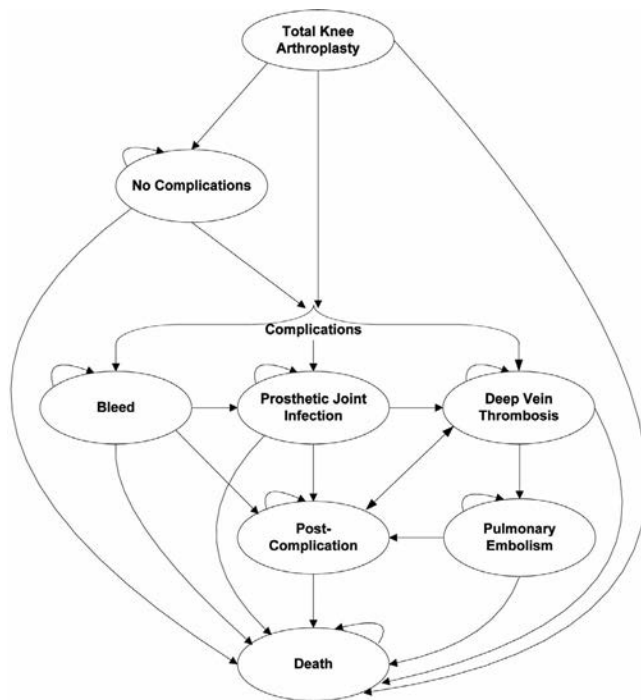 Total Knee
Arthroplasty
No Complications
Complications
Bleed
Prosthetic Joint
Infection
Deep Vein
Thrombosis
Post-
Complication
Pulmonary
Embolism
Death